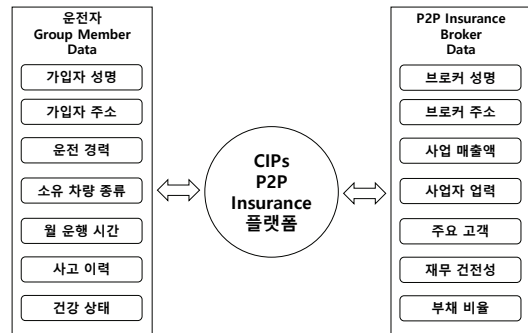 운전자
Group Member
Data
가입자 성명
가입자 주소
운전 경력
소유 차량 종류
월 운행 시간
사고 이력
건강 상태
CIPs
P2P
Insurance
플랫폼
P2P Insurance
Broker
Data
브로커 성명
브로커 주소
사업 매출액
사업자 업력
주요 고객
재무 건전성
부채 비율